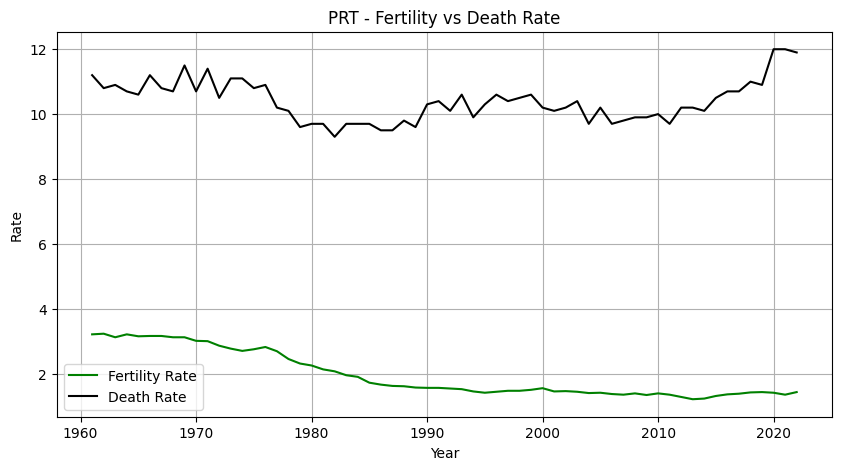 PRT - Fertility vs Death Rate
12
10
8
6
4
2
Rate
Fertility Rate
Death Rate
1960 1970 1980 1990 2000 2010 2020
Year